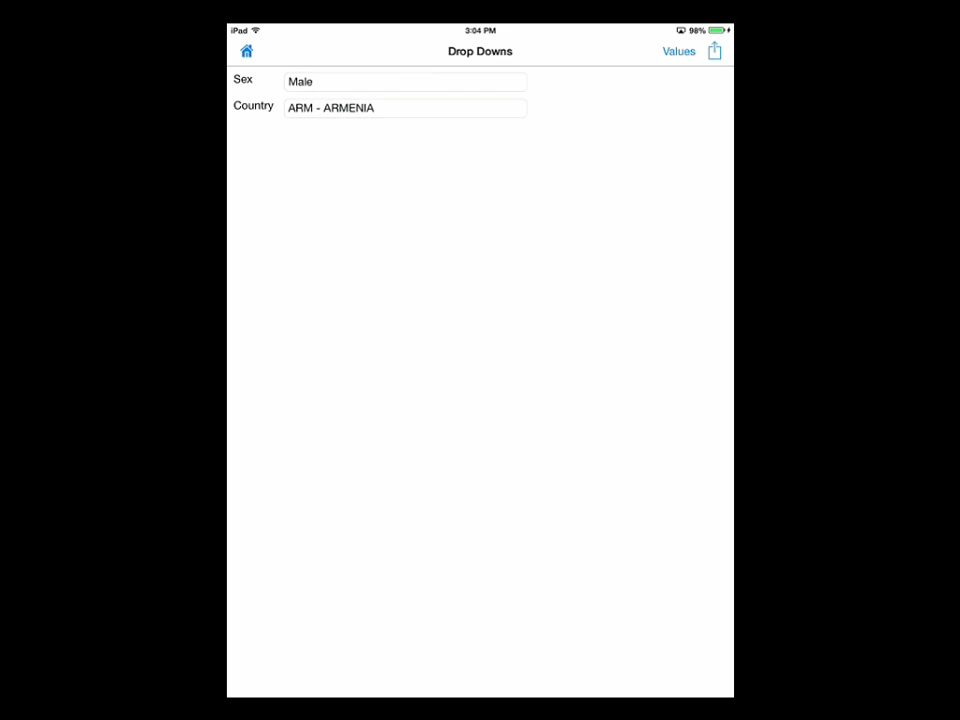 iPad 3:04 PM 98%
Drop Downs Values
Sex Male
Country ARM - ARMENIA